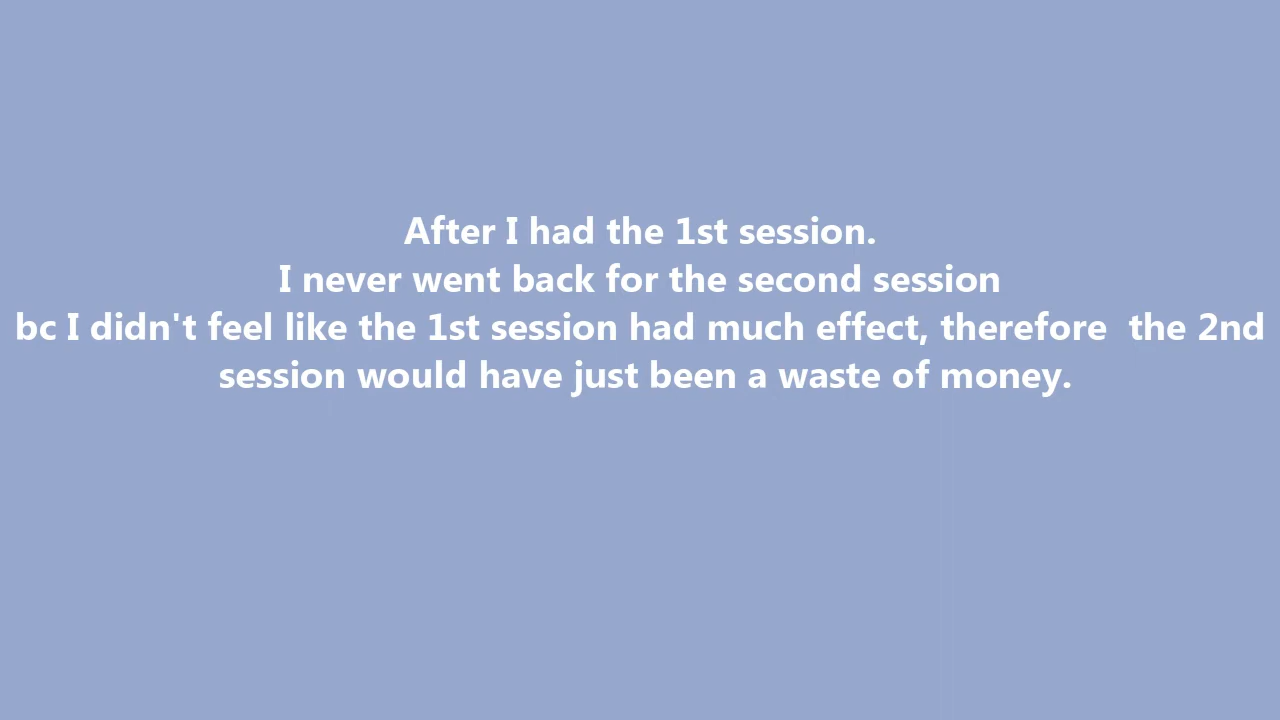 After I had the 1st session.
I never went back for the second session
bc I didn't feel like the 1st session had much effect, therefore  the 2nd
session would have just been a waste of money.